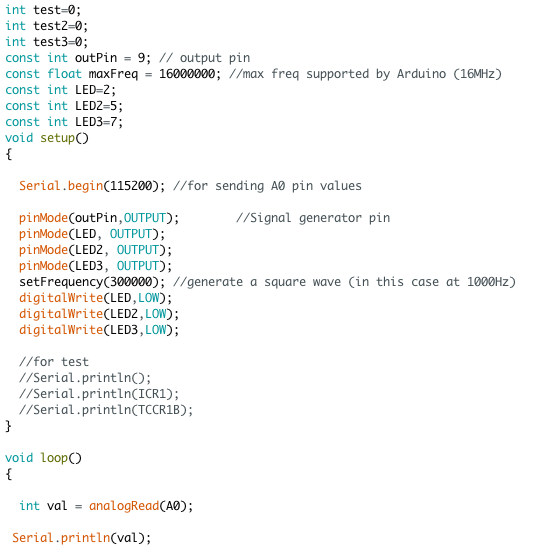 int test=0;
int test2=0;
int test3=0;
const int outPin = 9; // output pin
const float maxFreq = 16000000; //max freq supported by Arduino (16MHz)
const int LED=2;
const int LED2=5;
const int LED3=7;
void setup()
{
Serial.begin(115200); //for sending A0 pin values
pinMode(outPin,OUTPUT); //Signal generator pin
pinMode(LED, OUTPUT);
pinMode(LED2, OUTPUT);
pinMode(LED3, OUTPUT);
setFrequency(300000); //generate a square wave (in this case at 1000Hz)
digitalWrite(LED,LOW);
digitalWrite(LED2,LOW);
digitalWrite(LED3,LOW);
//for test
//Serial.println();
//Serial.println(ICR1);
//Serial.println(TCCR1B);
}
void loop()
{
int val = analogRead(A0);
Serial.println(val);